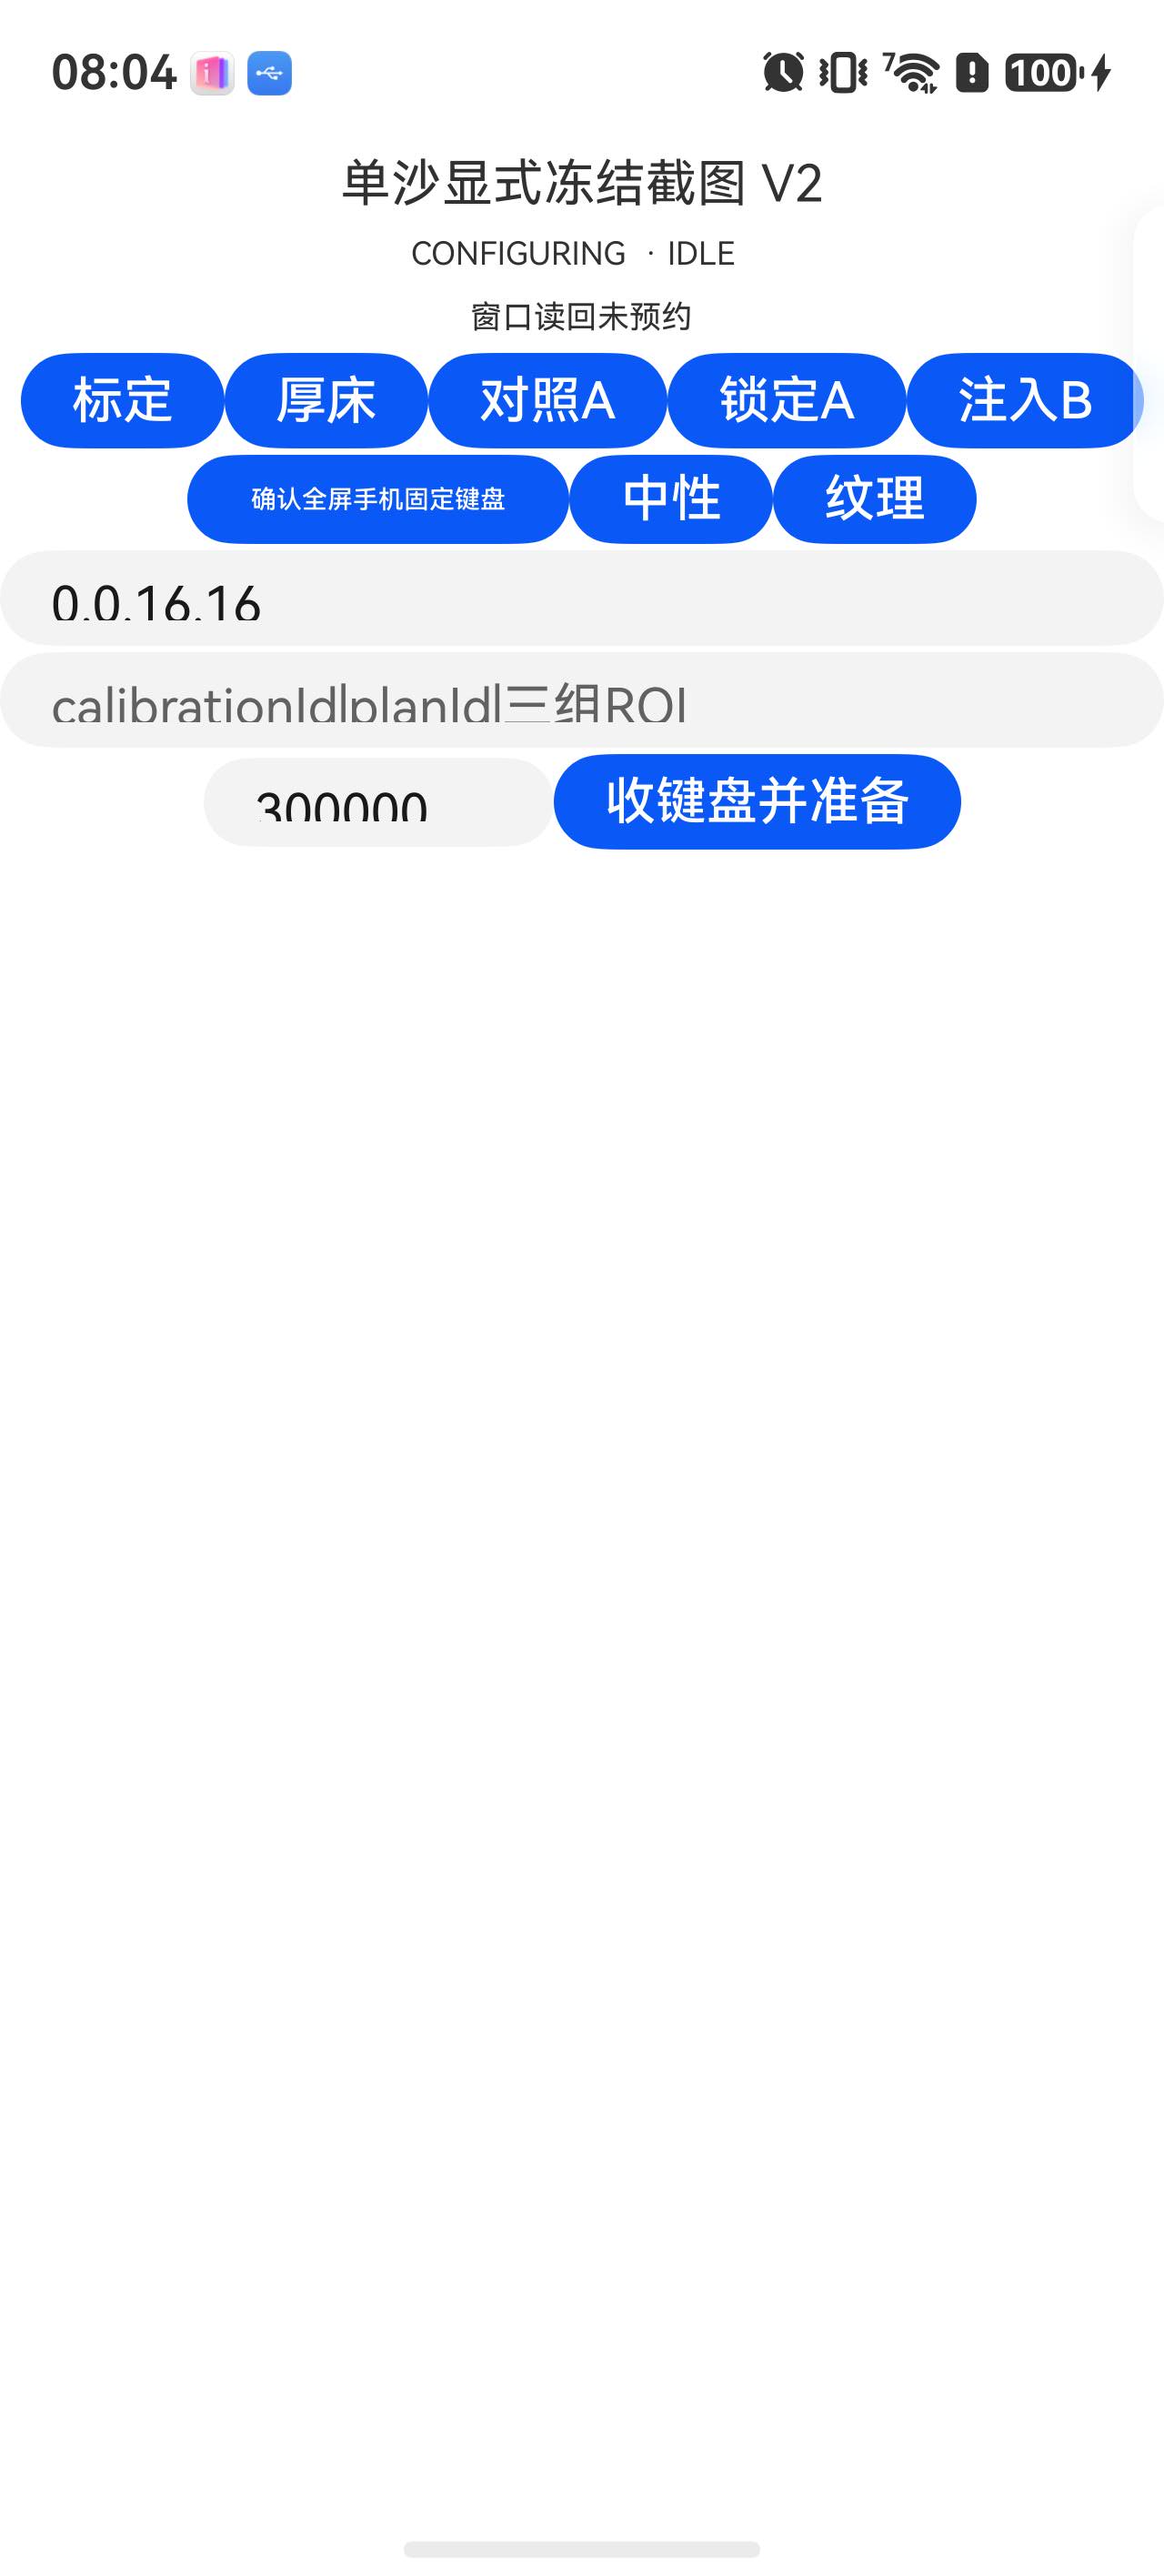 08:04 7 100
单沙显式冻结截图 V2
CONFIGURING · IDLE
窗口读回未预约
标定 厚床 对照A 锁定A 注入B
确认全屏手机固定键盘 中性 纹理
0,0,16,16
calibrationId|planId|三组ROI
300000 收键盘并准备